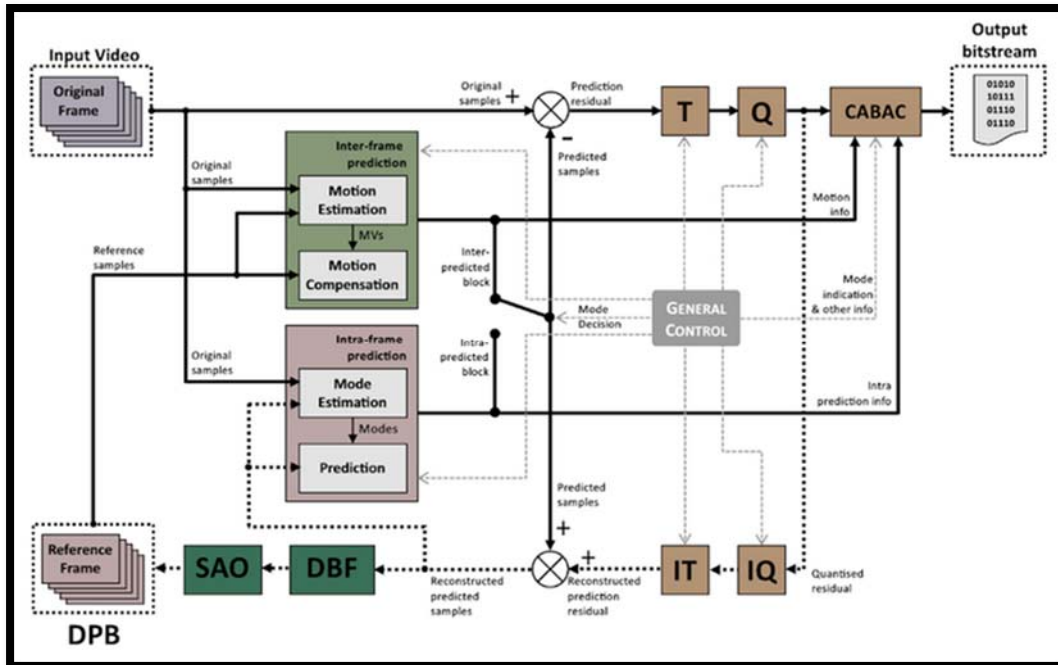 Input Video
Original
Frame
Output
bitstream
01010
10111
01110
01110
Original
samples
+
Prediction
residual
T
Q
CABAC
−
Predicted
samples
Inter-frame
prediction
Original
samples
Motion
Estimation
MVs
Motion
Compensation
Motion
info
Reference
samples
Inter-
predicted
block
Mode
Decision
GENERAL
CONTROL
Mode
indication
& other info
Intra-
predicted
block
Intra-frame
prediction
Original
samples
Mode
Estimation
Modes
Prediction
Intra
prediction info
Predicted
samples
+
+
Reference
Frame
DPB
SAO
DBF
Reconstructed
predicted
samples
Reconstructed
prediction
residual
IT
IQ
Quantised
residual